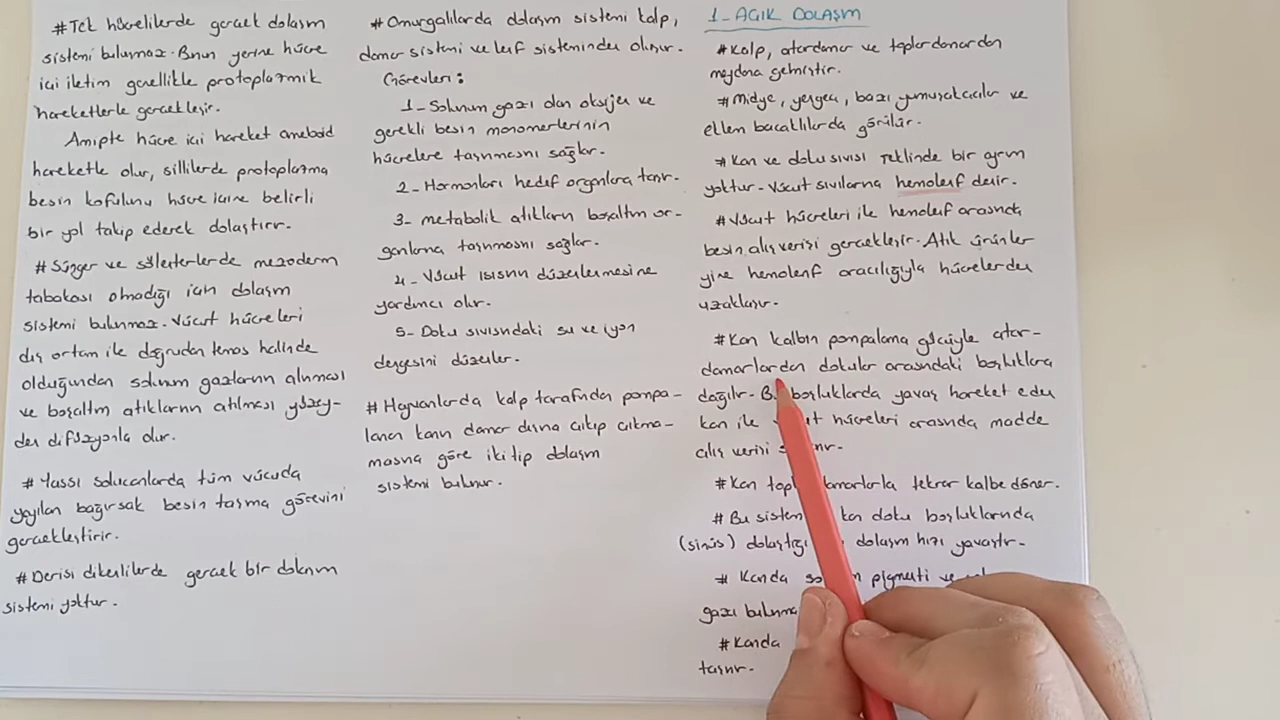 #Tek hücrelilerde gerçek dolaşım
sistemi bulunmaz. Bunun yerine hücre
içi iletim genellikle protoplazmik
hareketlerle gerçekleşir.
Amipte hücre içi hareket ameboid
hareketle olur, sillilerde protoplazma
besin kofulunu hücre içine belirli
bir yol takip ederek dolaştırır.
#Sünger ve sölenterlerde mezoderm
tabakası olmadığı için dolaşım
sistemi bulunmaz. Vücut hücreleri
dış ortam ile doğrudan temas halinde
olduğundan solunum gazlarının alınması
ve boşaltım atıklarının atılması yüzey-
den difüzyonla olur.
#Yassı solucanlarda tüm vücuda
yayılan bağırsak besin taşıma görevini
gerçekleştirir.
#Derisi dikenlilerde gerçek bir dolaşım
sistemi yoktur.
#Omurgalılarda dolaşım sistemi kalp,
damar sistemi ve lenf sisteminden oluşur.
Görevleri:
1- Solunum gazı olan oksijen ve
gerekli besin monomerlerinin
hücrelere taşınmasını sağlar.
2- Hormonları hedef organlara taşır.
3- metabolik atıkların boşaltım or-
ganlarına taşınmasını sağlar.
4- Vücut ısısının düzenlenmesine
yardımcı olur.
5- Doku sıvısındaki su ve iyon
dengesini düzenler.
#Hayvanlarda kalp tarafından pompa-
lanan kanın damar dışına çıkıp çıkma-
masına göre iki tip dolaşım
sistemi bulunur.
1- AÇIK DOLAŞIM
#Kalp, atardamar ve toplardamardan
meydana gelmiştir.
#Midye, yengeç, bazı yumuşakçalar ve
eklem bacaklılarda görülür.
#Kan ve doku sıvısı şeklinde bir ayrım
yoktur. Vücut sıvılarına hemolenf denir.
#Vücut hücreleri ile hemolenf arasında
besin alış verişi gerçekleşir. Atık ürünler
yine hemolenf aracılığıyla hücrelerden
uzaklaşır.
#Kan kalbin pompalama gücüyle atar-
damarlardan dokular arasındaki boşluklara
dağılır. Bu boşluklarda yavaş hareket eden
kan ile hücreleri arasında madde
alış verişi
#Kan tekrar kalbe döner.
#Bu kan doku boşluklarında
(sinüs) dolaştığı dolaşım hızı yavaştır.
#Kanda pigmenti ve
gazı
#Kanda
taşınır.